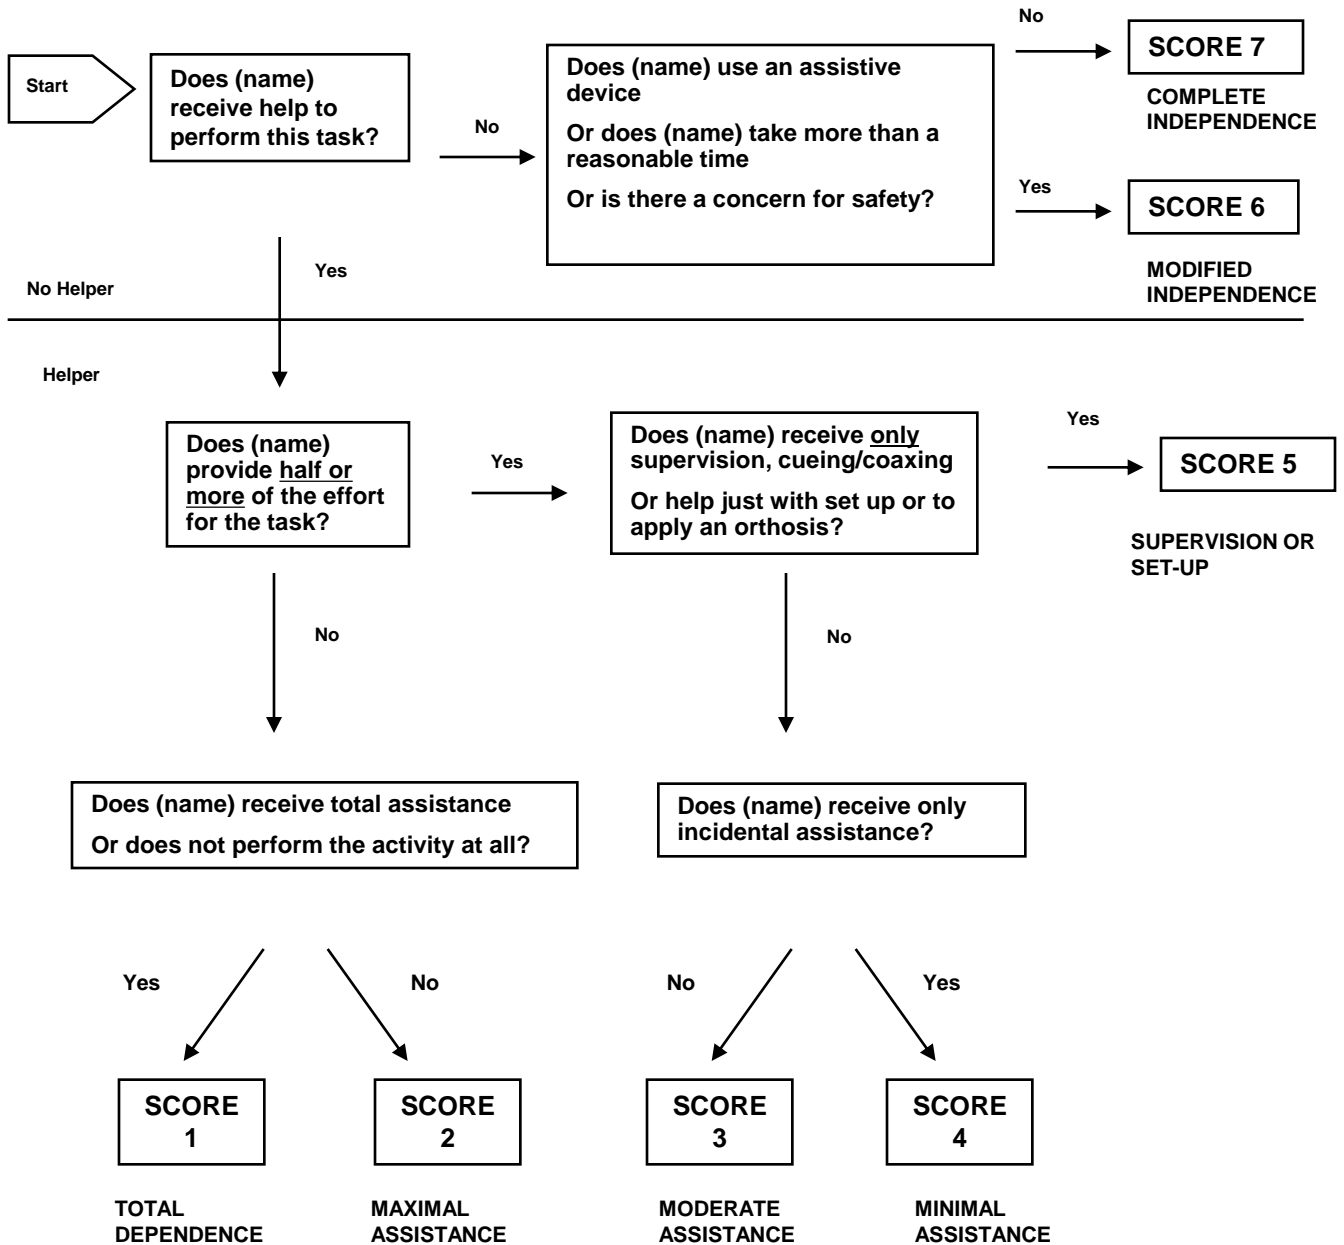 Start
Does (name)
receive help to
perform this task?
No
Does (name) use an assistive
device
Or does (name) take more than a
reasonable time
Or is there a concern for safety?
No
SCORE 7
COMPLETE
INDEPENDENCE
Yes
SCORE 6
MODIFIED
INDEPENDENCE
Yes
No Helper
Helper
Does (name)
provide half or
more of the effort
for the task?
Yes
Does (name) receive only
supervision, cueing/coaxing
Or help just with set up or to
apply an orthosis?
Yes
SCORE 5
SUPERVISION OR
SET-UP
No
No
Does (name) receive total assistance
Or does not perform the activity at all?
Does (name) receive only
incidental assistance?
Yes
No
No
Yes
SCORE
1
SCORE
2
SCORE
3
SCORE
4
TOTAL
DEPENDENCE
MAXIMAL
ASSISTANCE
MODERATE
ASSISTANCE
MINIMAL
ASSISTANCE